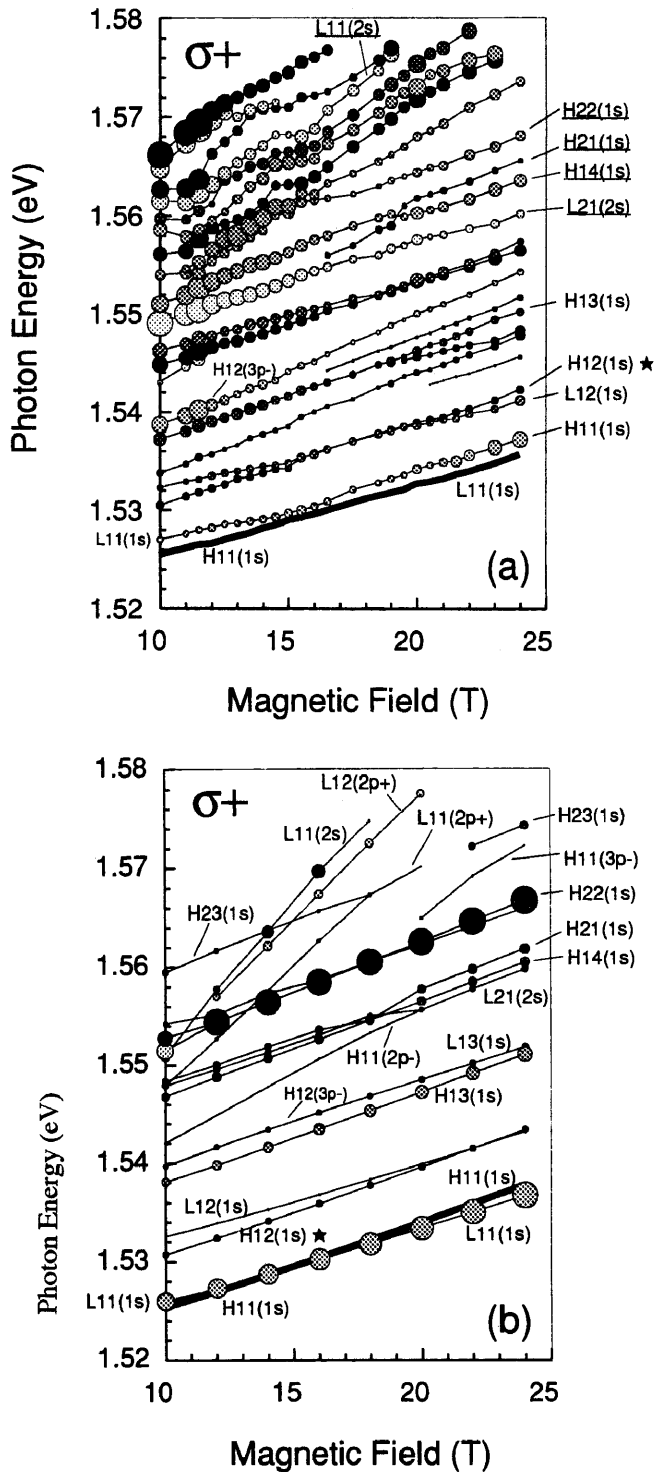 1.58
σ+
L11(2s)
1.57
H22(1s)
H21(1s)
1.56
H14(1s)
L21(2s)
Photon Energy (eV)
1.55
H13(1s)
H12(3p-)
H12(1s) ★
1.54
L12(1s)
H11(1s)
1.53
L11(1s)
L11(1s)
H11(1s)
(a)
1.52
10 15 20 25
Magnetic Field (T)
1.58
σ+
L12(2p+)
L11(2s)
L11(2p+)
H23(1s)
1.57
H11(3p-)
H23(1s)
H22(1s)
H21(1s)
1.56
H14(1s)
L21(2s)
Photon Energy (eV)
H11(2p-)
1.55
L13(1s)
H12(3p-)
H13(1s)
1.54
L12(1s)
H11(1s)
H12(1s) ★
L11(1s)
1.53
L11(1s)
H11(1s)
(b)
1.52
10 15 20 25
Magnetic Field (T)